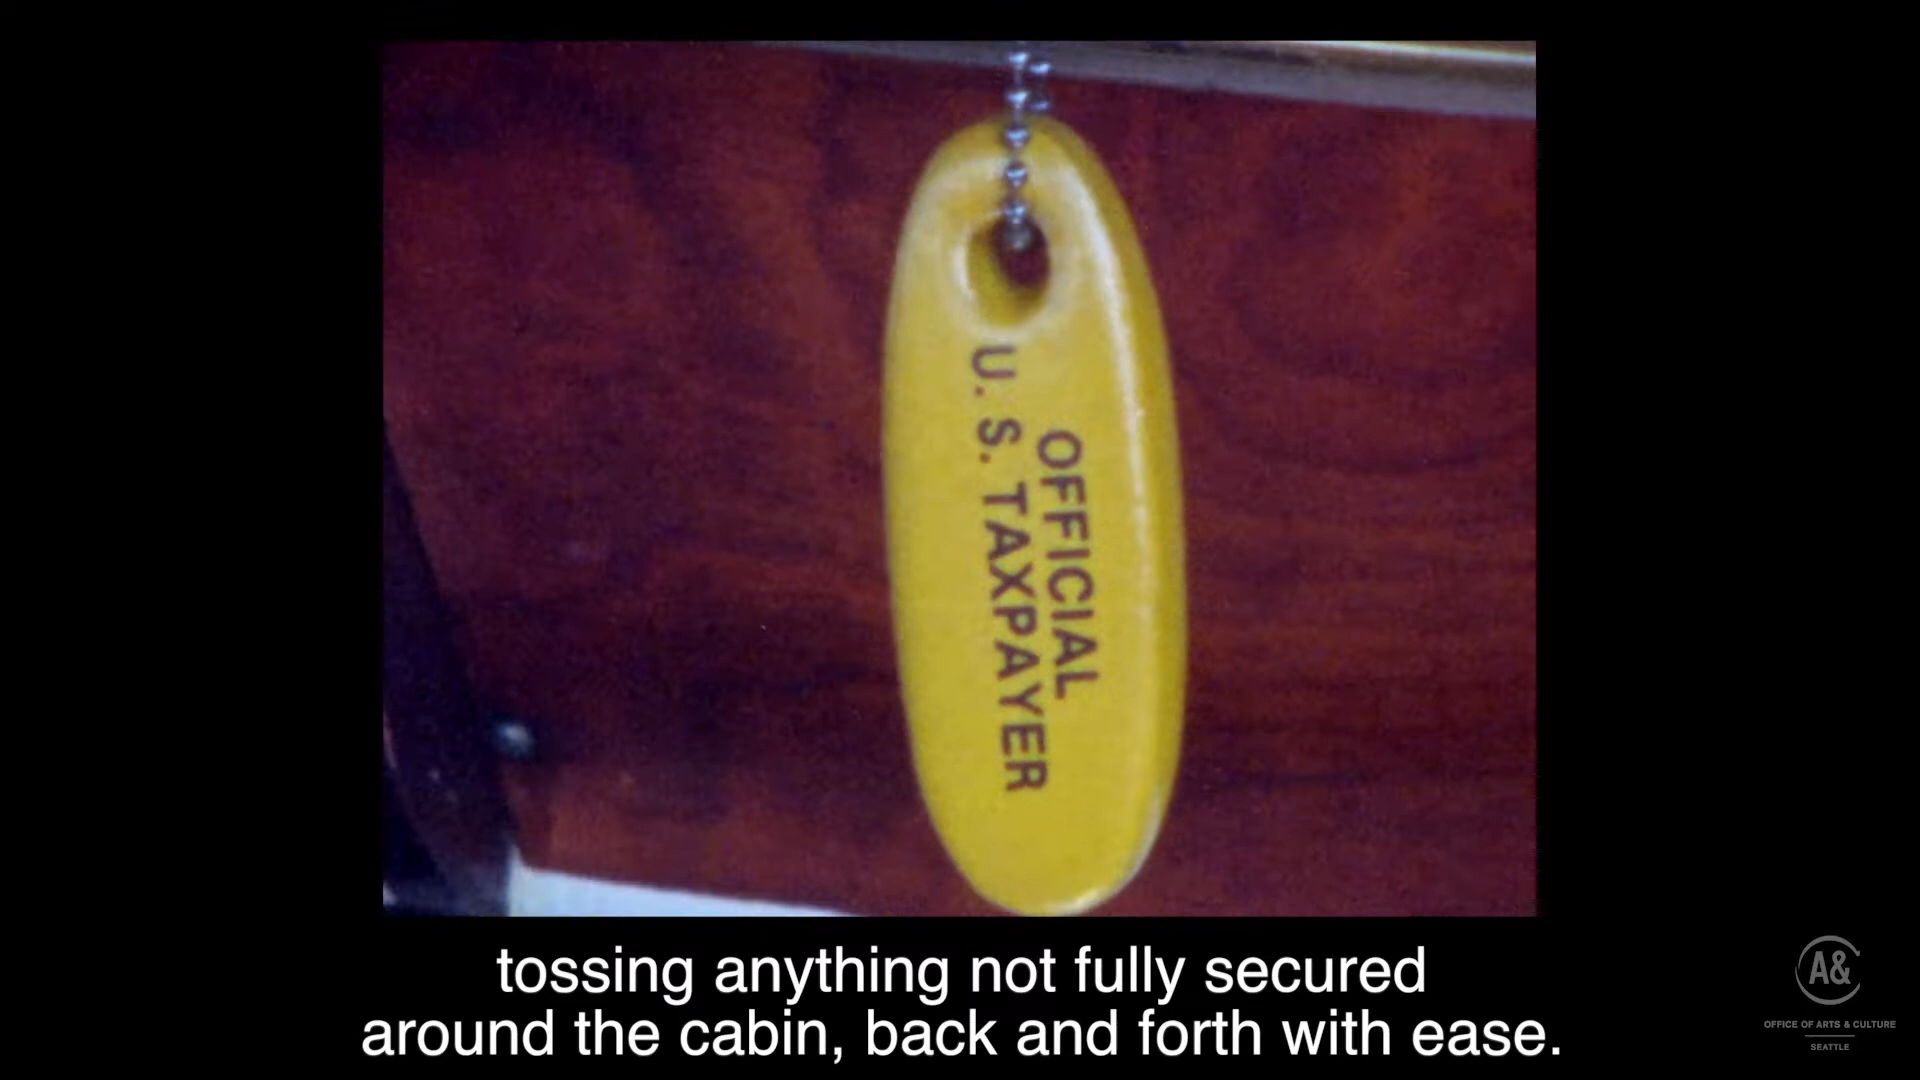 OFFICIAL
U. S. TAXPAYER
tossing anything not fully secured
around the cabin, back and forth with ease.
A&
OFFICE OF ARTS & CULTURE
SEATTLE